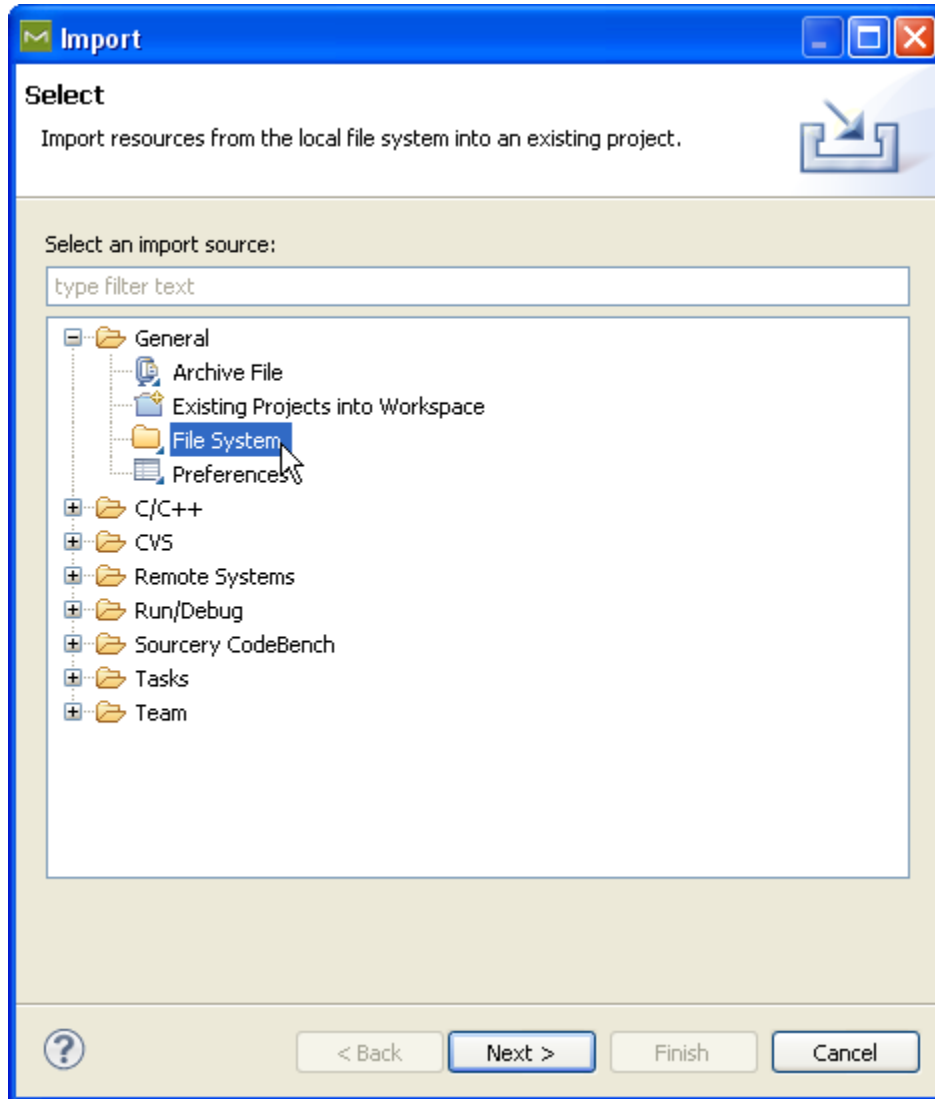 Import
Select
Import resources from the local file system into an existing project.
Select an import source:
type filter text
General
Archive File
Existing Projects into Workspace
File System
Preferences
C/C++
CVS
Remote Systems
Run/Debug
Sourcery CodeBench
Tasks
Team
?
< Back
Next >
Finish
Cancel